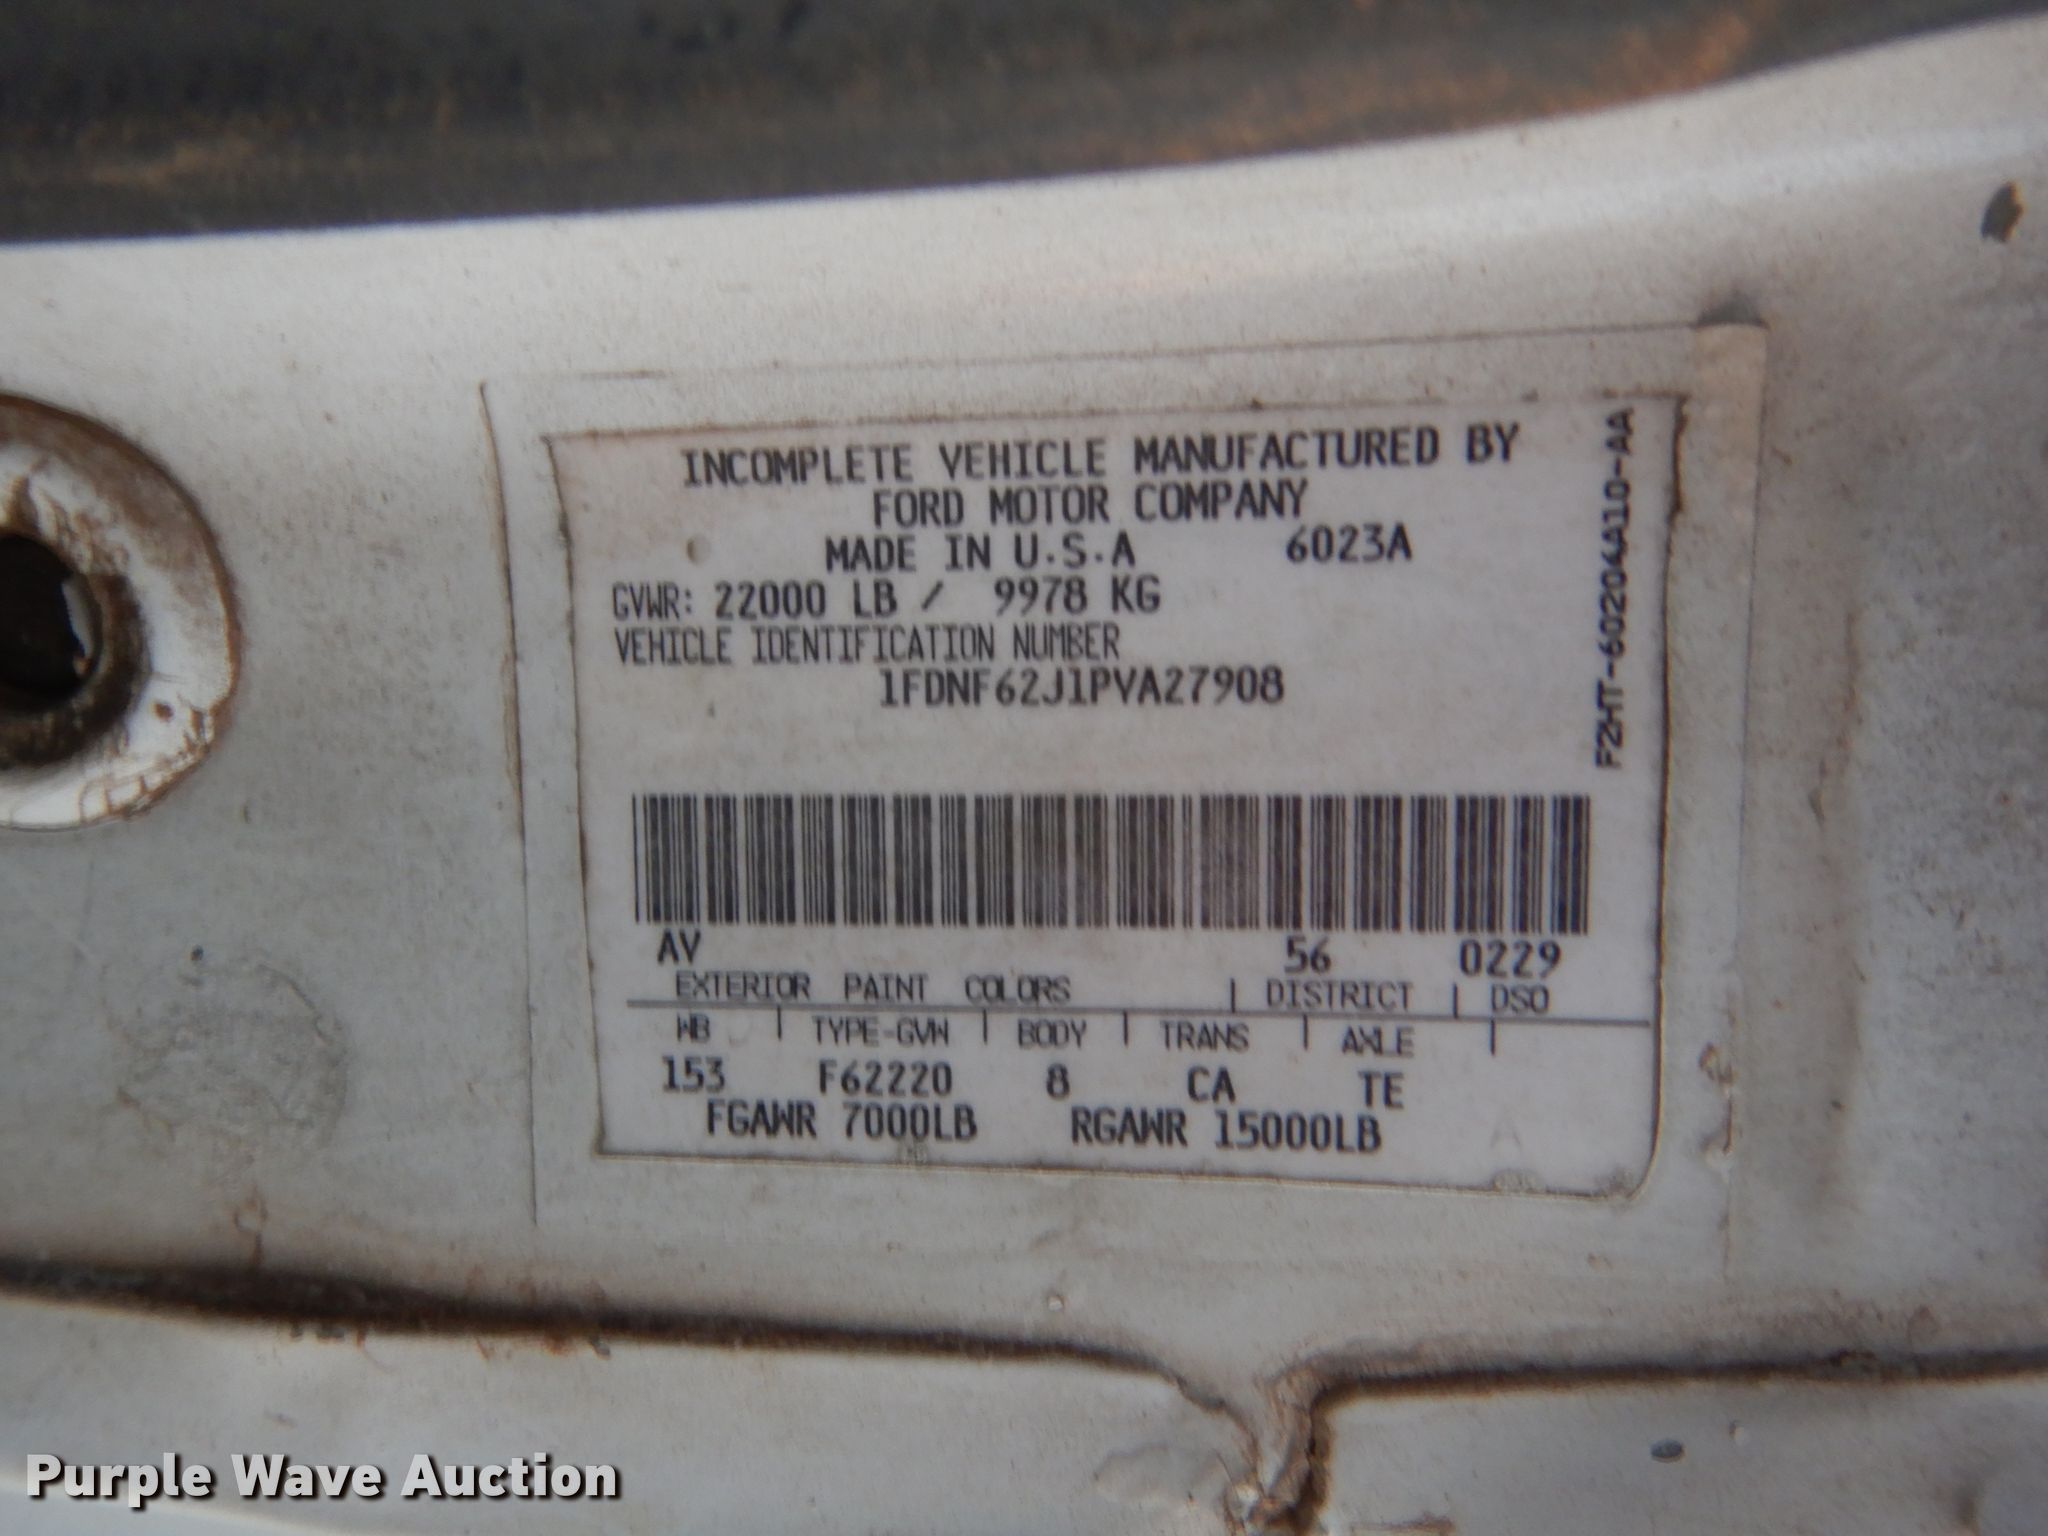 INCOMPLETE VEHICLE MANUFACTURED BY
FORD MOTOR COMPANY
MADE IN U.S.A 6023A
GVWR: 22000 LB / 9978 KG
VEHICLE IDENTIFICATION NUMBER
1FDNF62J1PVA27908
F2HT-60204A10-AA
AV 56 0229
EXTERIOR PAINT COLORS | DISTRICT | DSO
WB | TYPE-GVW | BODY | TRANS | AXLE |
153 F62220 8 CA TE
FGAWR 7000LB RGAWR 15000LB
Purple Wave Auction